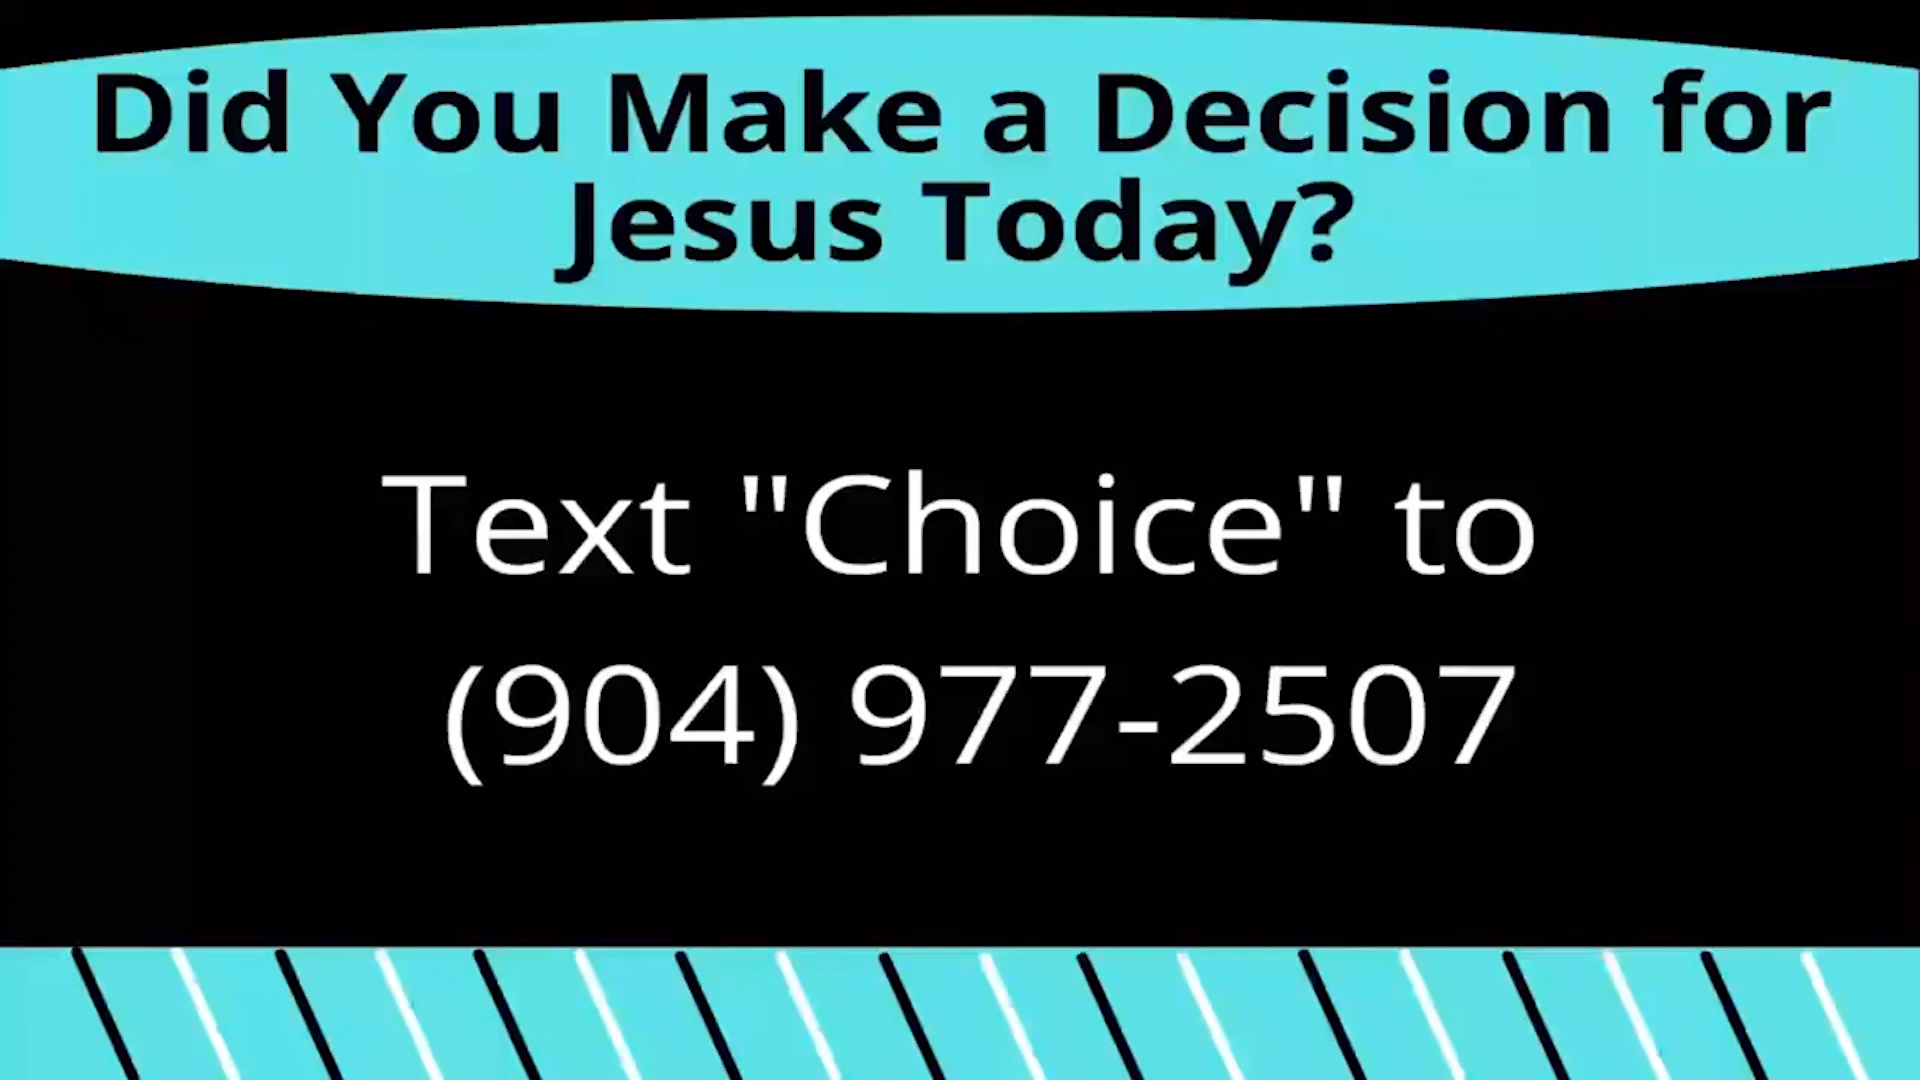 Did You Make a Decision for
Jesus Today?
Text "Choice" to
(904) 977-2507